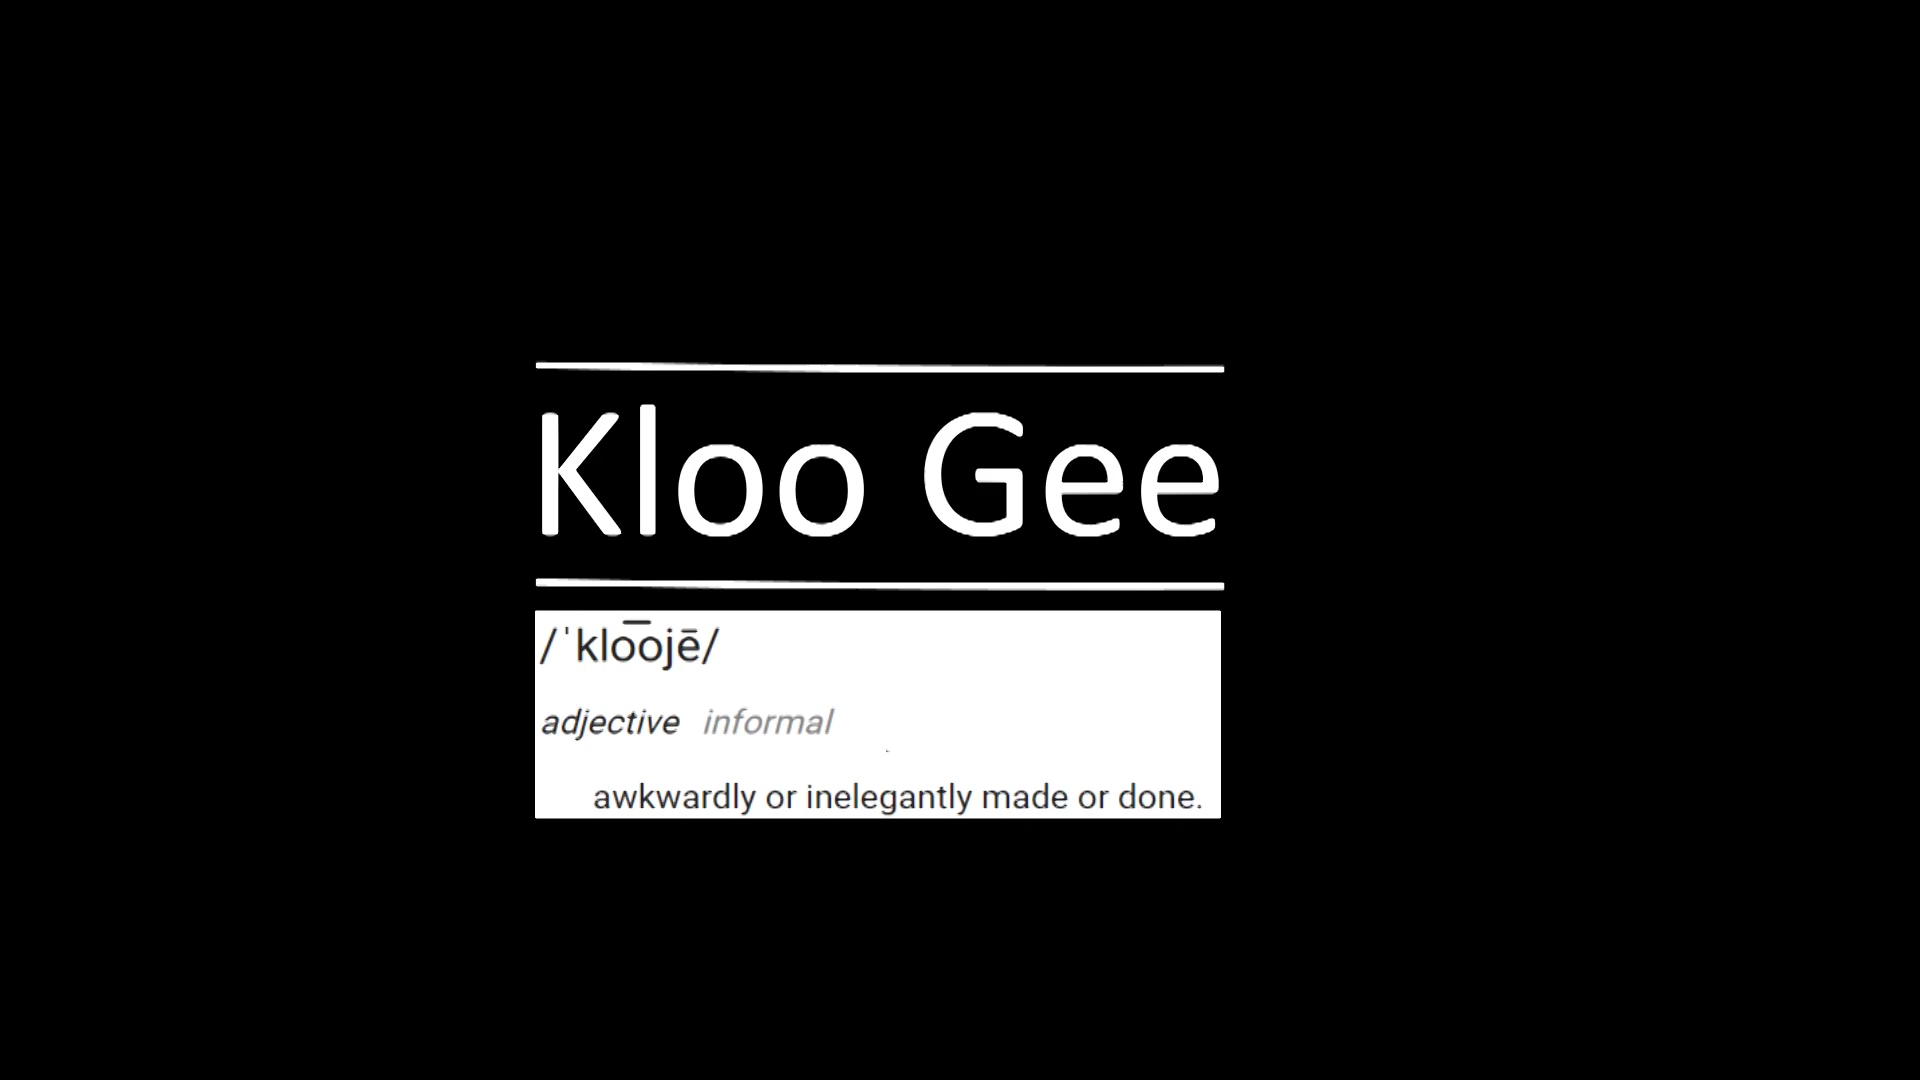 Kloo Gee
/ˈklo͞ojē/
adjective informal
awkwardly or inelegantly made or done.